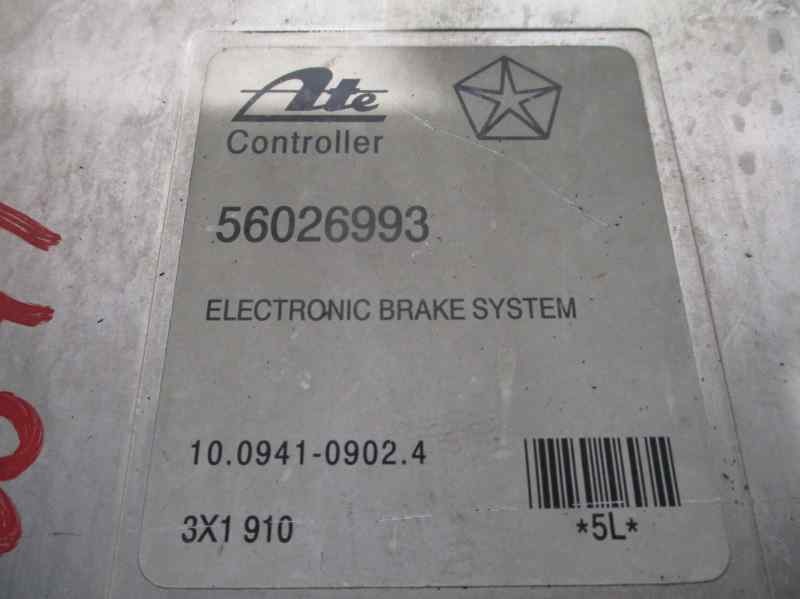 Ate
Controller
56026993
ELECTRONIC BRAKE SYSTEM
10.0941-0902.4
3X1 910
*5L*